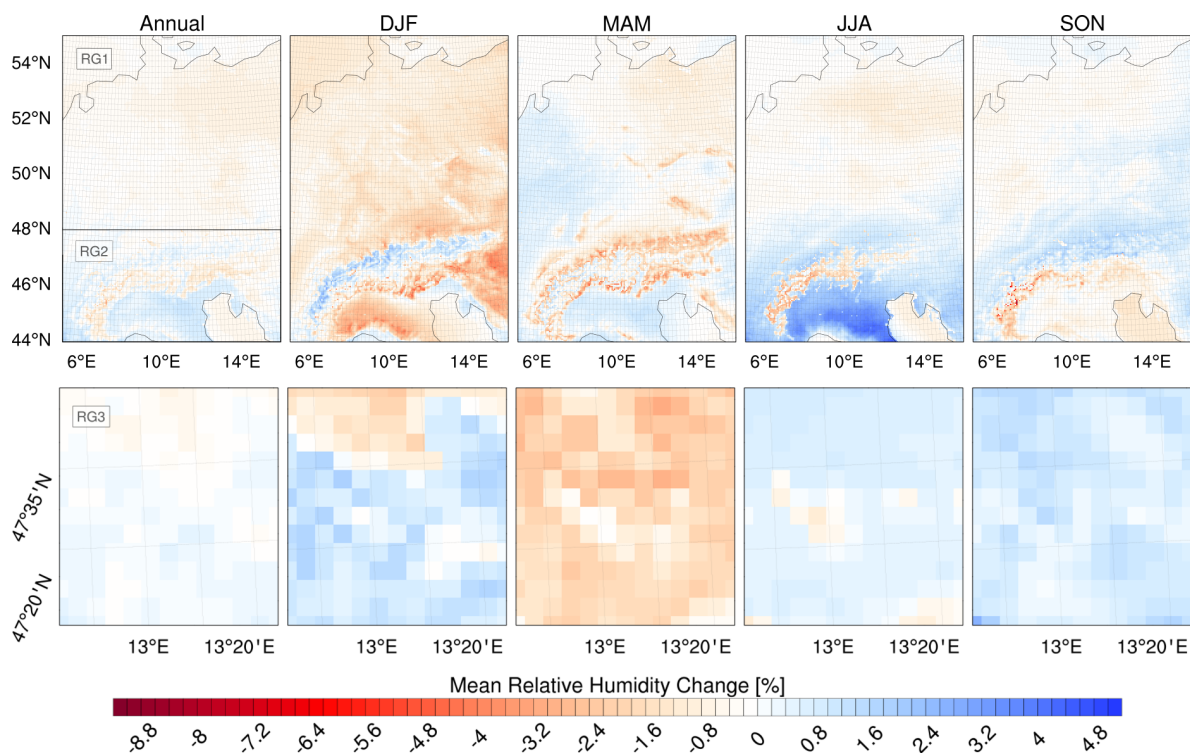 Annual DJF MAM JJA SON
RG1
54°N
52°N
50°N
48°N
RG2
46°N
44°N
6°E 10°E 14°E 6°E 10°E 14°E 6°E 10°E 14°E 6°E 10°E 14°E 6°E 10°E 14°E
RG3
47°35'N
47°20'N
13°E 13°20'E 13°E 13°20'E 13°E 13°20'E 13°E 13°20'E 13°E 13°20'E
Mean Relative Humidity Change [%]
-8.8 -8 -7.2 -6.4 -5.6 -4.8 -4 -3.2 -2.4 -1.6 -0.8 0 0.8 1.6 2.4 3.2 4 4.8